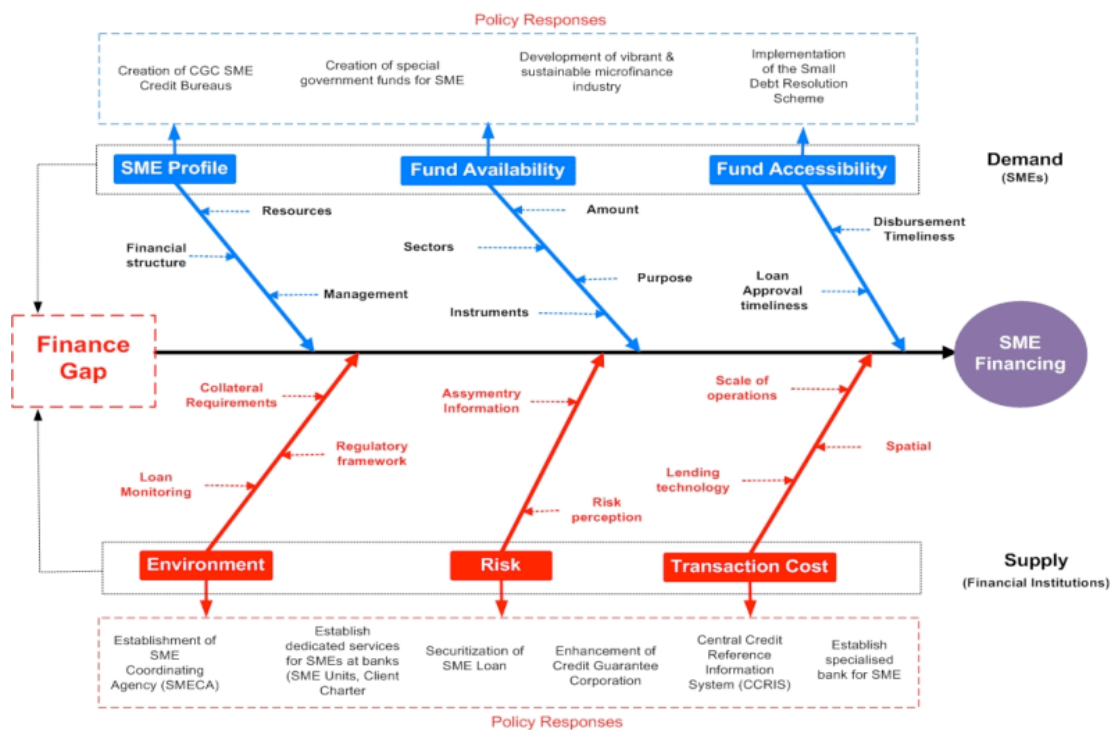 Policy Responses
Creation of CGC SME
Credit Bureaus
Creation of special
government funds for SME
Development of vibrant &
sustainable microfinance
industry
Implementation
of the Small
Debt Resolution
Scheme
SME Profile
Fund Availability
Fund Accessibility
Demand
(SMEs)
Resources
Financial
structure
Management
Amount
Sectors
Purpose
Instruments
Disbursement
Timeliness
Loan
Approval
timeliness
Finance
Gap
SME
Financing
Collateral
Requirements
Regulatory
framework
Loan
Monitoring
Assymentry
Information
Risk
perception
Scale of
operations
Spatial
Lending
technology
Environment
Risk
Transaction Cost
Supply
(Financial Institutions)
Establishment of
SME
Coordinating
Agency (SMECA)
Establish
dedicated services
for SMEs at banks
(SME Units, Client
Charter
Securitization of
SME Loan
Enhancement of
Credit Guarantee
Corporation
Central Credit
Reference
Information
System (CCRIS)
Establish
specialised
bank for SME
Policy Responses